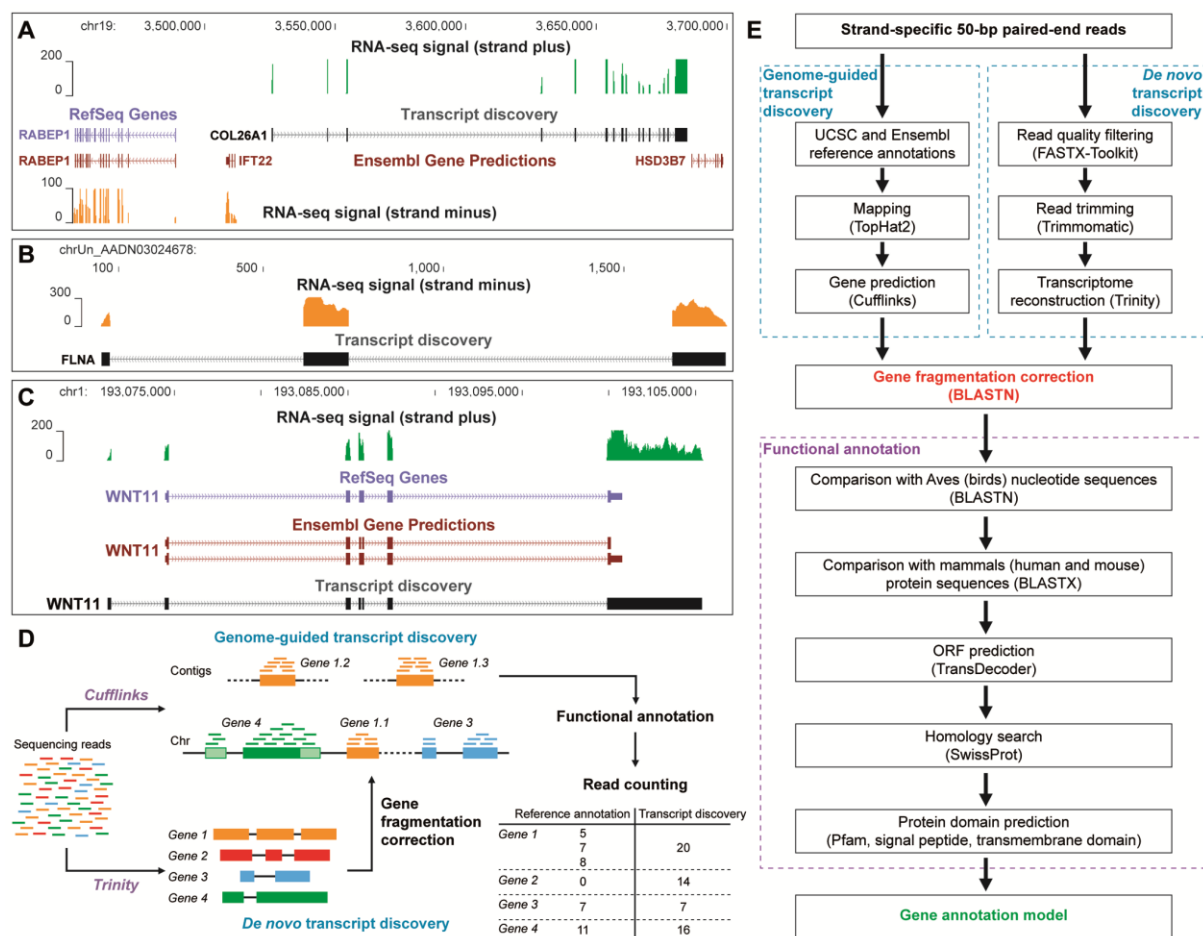 A
chr19: 3,500,000 3,550,000 3,600,000 3,650,000 3,700,000
RNA-seq signal (strand plus)
200
0
RefSeq Genes
Transcript discovery
RABEP1
COL26A1
RABEP1
IFT22
Ensembl Gene Predictions
HSD3B7
100
0
RNA-seq signal (strand minus)
B
chrUn_AADN03024678:
100 500 1,000 1,500
RNA-seq signal (strand minus)
300
0
Transcript discovery
FLNA
C
chr1: 193,075,000 193,085,000 193,095,000 193,105,000
RNA-seq signal (strand plus)
200
0
RefSeq Genes
WNT11
Ensembl Gene Predictions
WNT11
Transcript discovery
WNT11
D
Genome-guided transcript discovery
Contigs
Gene 1.2
Gene 1.3
Cufflinks
Sequencing reads
Chr
Gene 4
Gene 1.1
Gene 3
Gene 1
Gene 2
Gene 3
Gene 4
Trinity
De novo transcript discovery
Gene
fragmentation
correction
Functional annotation
Read counting
Reference annotation Transcript discovery
Gene 1 5
7 20
8
Gene 2 0 14
Gene 3 7 7
Gene 4 11 16
E
Strand-specific 50-bp paired-end reads
Genome-guided
transcript
discovery
De novo
transcript
discovery
UCSC and Ensembl
reference annotations
Mapping
(TopHat2)
Gene prediction
(Cufflinks)
Read quality filtering
(FASTX-Toolkit)
Read trimming
(Trimmomatic)
Transcriptome
reconstruction (Trinity)
Gene fragmentation correction
(BLASTN)
Functional annotation
Comparison with Aves (birds) nucleotide sequences
(BLASTN)
Comparison with mammals (human and mouse)
protein sequences (BLASTX)
ORF prediction
(TransDecoder)
Homology search
(SwissProt)
Protein domain prediction
(Pfam, signal peptide, transmembrane domain)
Gene annotation model